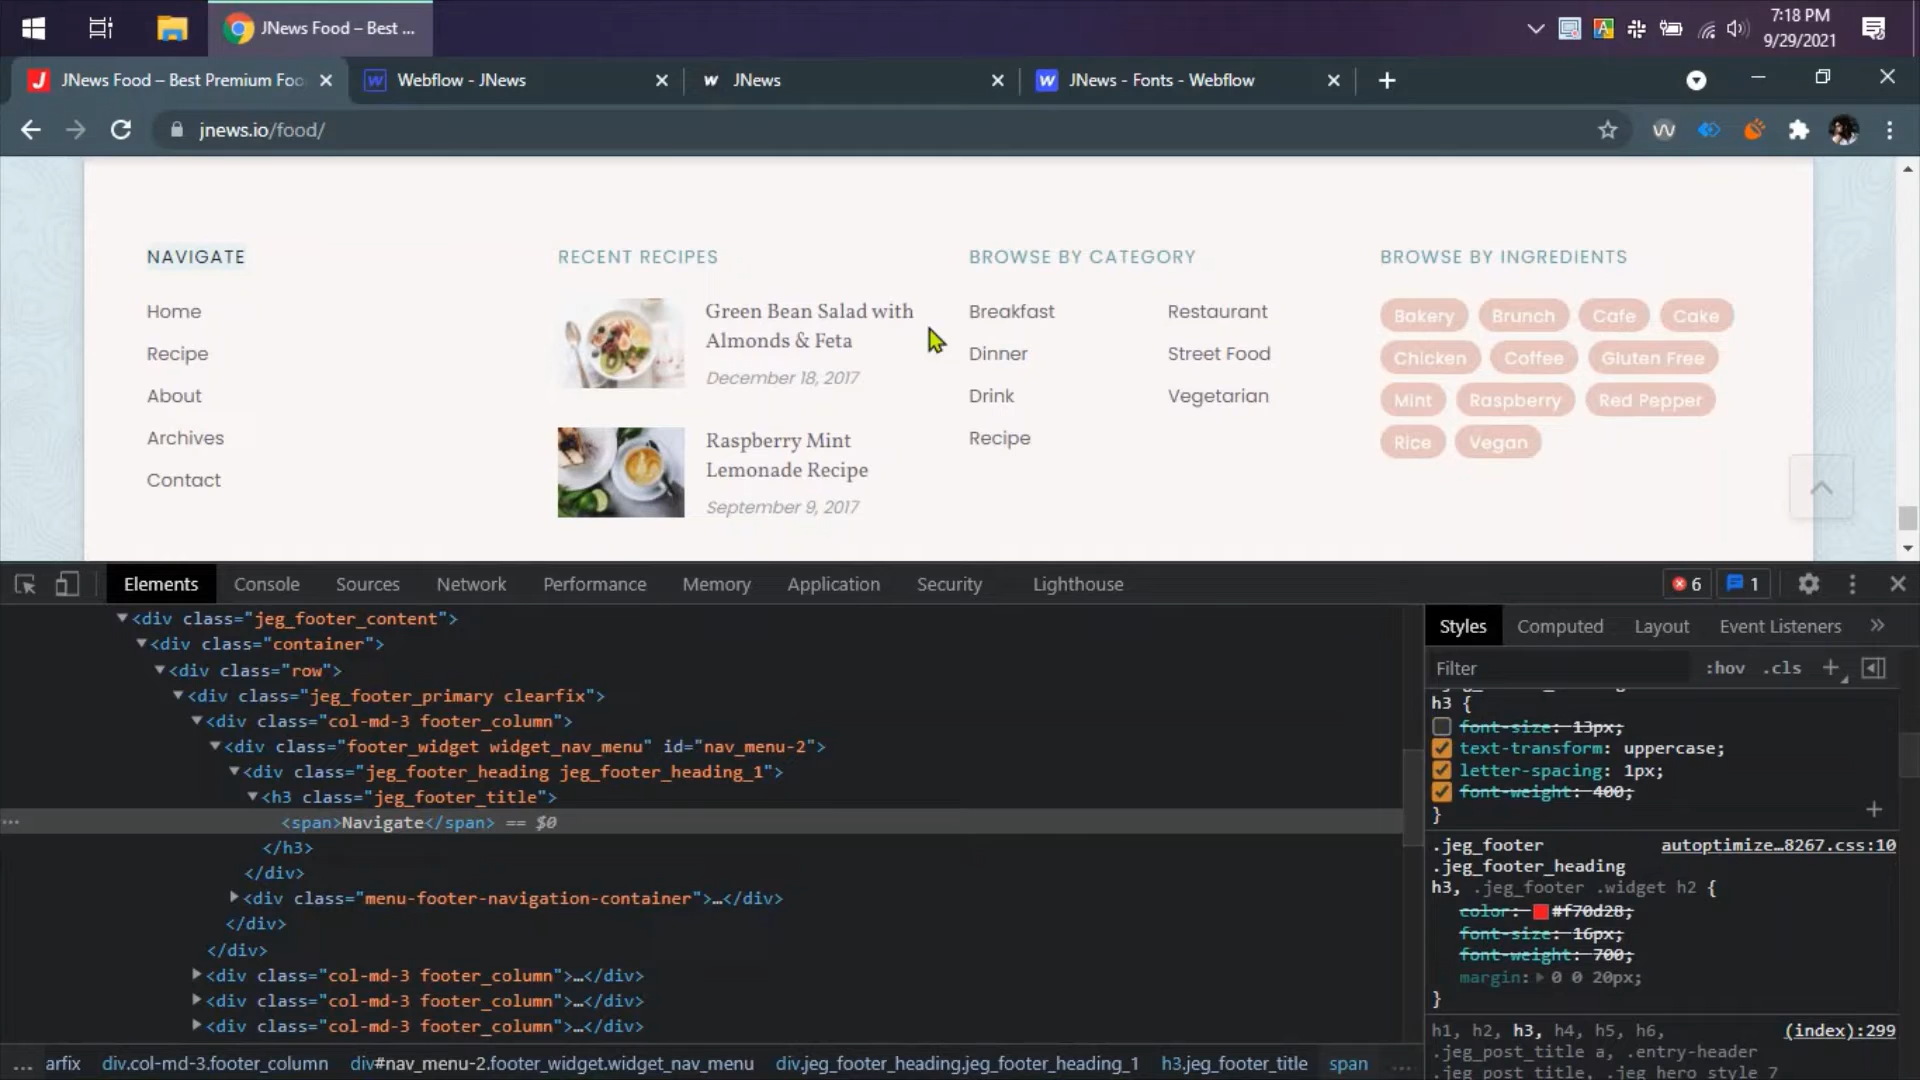 JNews Food – Best ...
7:18 PM
9/29/2021
JNews Food – Best Premium Foo
Webflow - JNews
JNews
JNews - Fonts - Webflow
jnews.io/food/
NAVIGATE
Home
Recipe
About
Archives
Contact
RECENT RECIPES
Green Bean Salad with
Almonds & Feta
December 18, 2017
Raspberry Mint
Lemonade Recipe
September 9, 2017
BROWSE BY CATEGORY
Breakfast
Dinner
Drink
Recipe
Restaurant
Street Food
Vegetarian
BROWSE BY INGREDIENTS
Bakery Brunch Cafe Cake
Chicken Coffee Gluten Free
Mint Raspberry Red Pepper
Rice Vegan
Elements Console Sources Network Performance Memory Application Security Lighthouse 6 1
<div class="jeg_footer_content">
<div class="container">
<div class="row">
<div class="jeg_footer_primary clearfix">
<div class="col-md-3 footer_column">
<div class="footer_widget widget_nav_menu" id="nav_menu-2">
<div class="jeg_footer_heading jeg_footer_heading_1">
<h3 class="jeg_footer_title">
<span>Navigate</span> == $0
</h3>
</div>
<div class="menu-footer-navigation-container">…</div>
</div>
</div>
<div class="col-md-3 footer_column">…</div>
<div class="col-md-3 footer_column">…</div>
<div class="col-md-3 footer_column">…</div>
... arfix div.col-md-3.footer_column div#nav_menu-2.footer_widget.widget_nav_menu div.jeg_footer_heading.jeg_footer_heading_1 h3.jeg_footer_title span ...
Styles Computed Layout Event Listeners »
Filter :hov .cls +
h3 {
font-size: 13px;
text-transform: uppercase;
letter-spacing: 1px;
font-weight: 400;
}
.jeg_footer autoptimize…8267.css:10
.jeg_footer_heading
h3, .jeg_footer .widget h2 {
color: #f70d28;
font-size: 16px;
font-weight: 700;
margin: 0 0 20px;
}
h1, h2, h3, h4, h5, h6, (index):299
.jeg_post_title a, .entry-header
.jeg_post_title, .jeg_hero_style_7